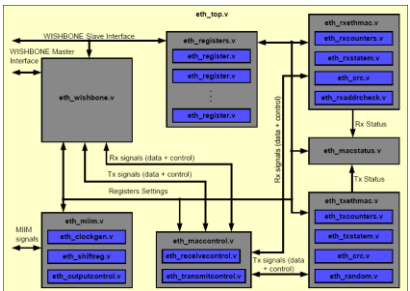 eth_top.v
WISHBONE Slave Interface
WISHBONE Master
Interface
eth_wishbone.v
eth_registers.v
eth_register.v
eth_register.v
eth_register.v
eth_rxethmac.v
eth_rxcounters.v
eth_rxstatem.v
eth_crc.v
eth_rxaddrcheck.v
Rx signals (data + control)
Rx Status
eth_macstatus.v
Tx Status
Rx signals (data + control)
Tx signals (data + control)
Registers Settings
MIIM
signals
eth_miim.v
eth_clockgen.v
eth_shiftreg.v
eth_outputcontrol.v
eth_maccontrol.v
eth_receivecontrol.v
eth_transmitcontrol.v
Tx signals (data
+ control)
eth_txethmac.v
eth_txcounters.v
eth_txstatem.v
eth_crc.v
eth_random.v